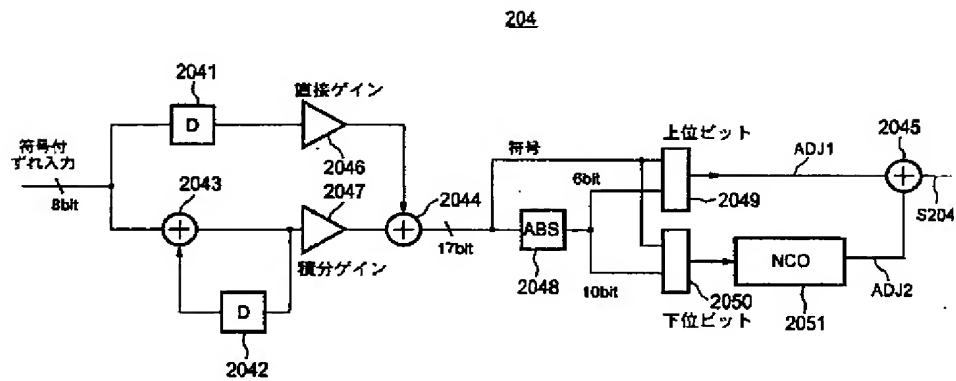 204
2041
直接ゲイン
D
符号付
ずれ入力
8bit
2046
2043
2047
2044
積分ゲイン
17bit
D
2042
符号
6bit
ABS
2048
10bit
上位ビット
2049
ADJ1
2045
S204
2050
下位ビット
NCO
2051
ADJ2